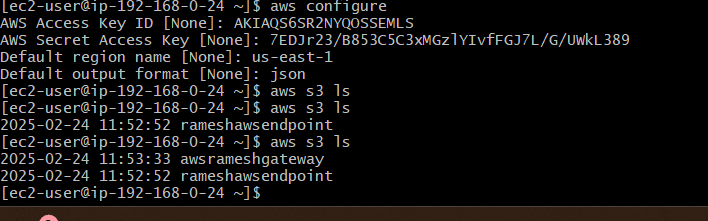 [ec2-user@ip-192-168-0-24 ~]$ aws configure
AWS Access Key ID [None]: AKIAQS6SR2NYQOSSEMLS
AWS Secret Access Key [None]: 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
Default region name [None]: us-east-1
Default output format [None]: json
[ec2-user@ip-192-168-0-24 ~]$ aws s3 ls
[ec2-user@ip-192-168-0-24 ~]$ aws s3 ls
2025-02-24 11:52:52 rameshawsendpoint
[ec2-user@ip-192-168-0-24 ~]$ aws s3 ls
2025-02-24 11:53:33 awsrameshgateway
2025-02-24 11:52:52 rameshawsendpoint
[ec2-user@ip-192-168-0-24 ~]$